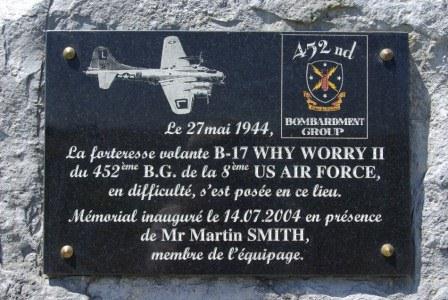 452nd
BOMBARDMENT
GROUP
Le 27mai 1944,
La forteresse volante B-17 WHY WORRY II
du 452ème B.G. de la 8ème US AIR FORCE,
en difficulté, s'est posée en ce lieu.
Mémorial inauguré le 14.07.2004 en présence
de Mr Martin SMITH,
membre de l'équipage.